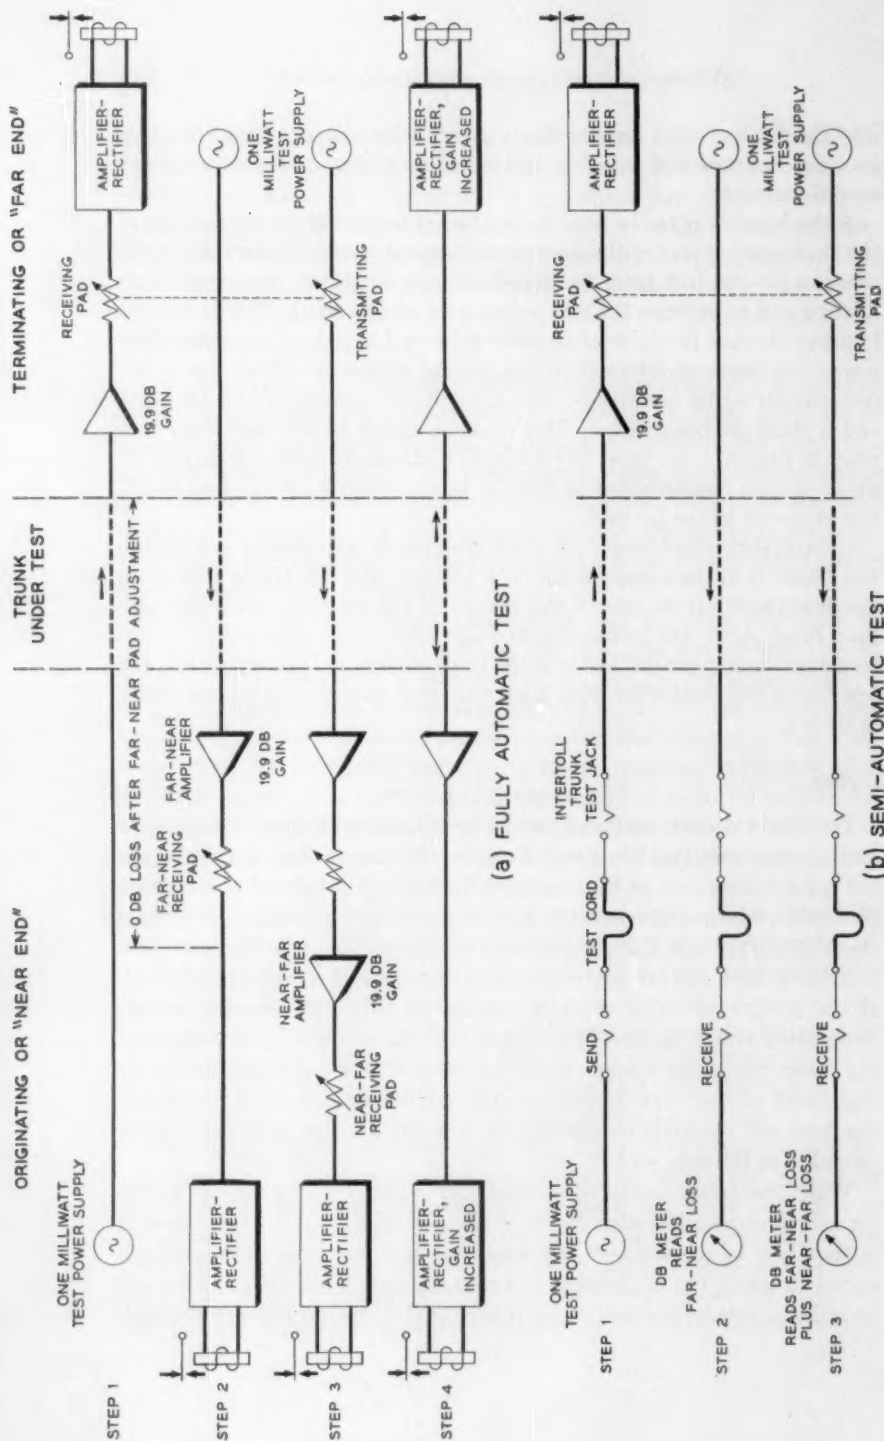 ORIGINATING OR "NEAR END"
TRUNK
UNDER TEST
TERMINATING OR "FAR END"
ONE MILLIWATT
TEST POWER SUPPLY
STEP 1
0 DB LOSS AFTER FAR-NEAR PAD ADJUSTMENT
19.9 DB
GAIN
RECEIVING
PAD
AMPLIFIER-
RECTIFIER
STEP 2
AMPLIFIER-
RECTIFIER
FAR-NEAR
RECEIVING
PAD
FAR-NEAR
AMPLIFIER
19.9 DB
GAIN
ONE
MILLIWATT
TEST
POWER SUPPLY
STEP 3
AMPLIFIER-
RECTIFIER
NEAR-FAR
RECEIVING
PAD
NEAR-FAR
AMPLIFIER
19.9 DB
GAIN
TRANSMITTING
PAD
STEP 4
AMPLIFIER-
RECTIFIER,
GAIN
INCREASED
AMPLIFIER-
RECTIFIER,
GAIN
INCREASED
(a) FULLY AUTOMATIC TEST
ONE MILLIWATT
TEST POWER SUPPLY
STEP 1
SEND
TEST CORD
INTERTOLL
TRUNK
TEST JACK
19.9 DB
GAIN
RECEIVING
PAD
AMPLIFIER-
RECTIFIER
DB METER
READS
FAR-NEAR LOSS
STEP 2
RECEIVE
ONE
MILLIWATT
TEST
POWER SUPPLY
DB METER
READS FAR-NEAR LOSS
PLUS NEAR-FAR LOSS
STEP 3
RECEIVE
TRANSMITTING
PAD
(b) SEMI-AUTOMATIC TEST